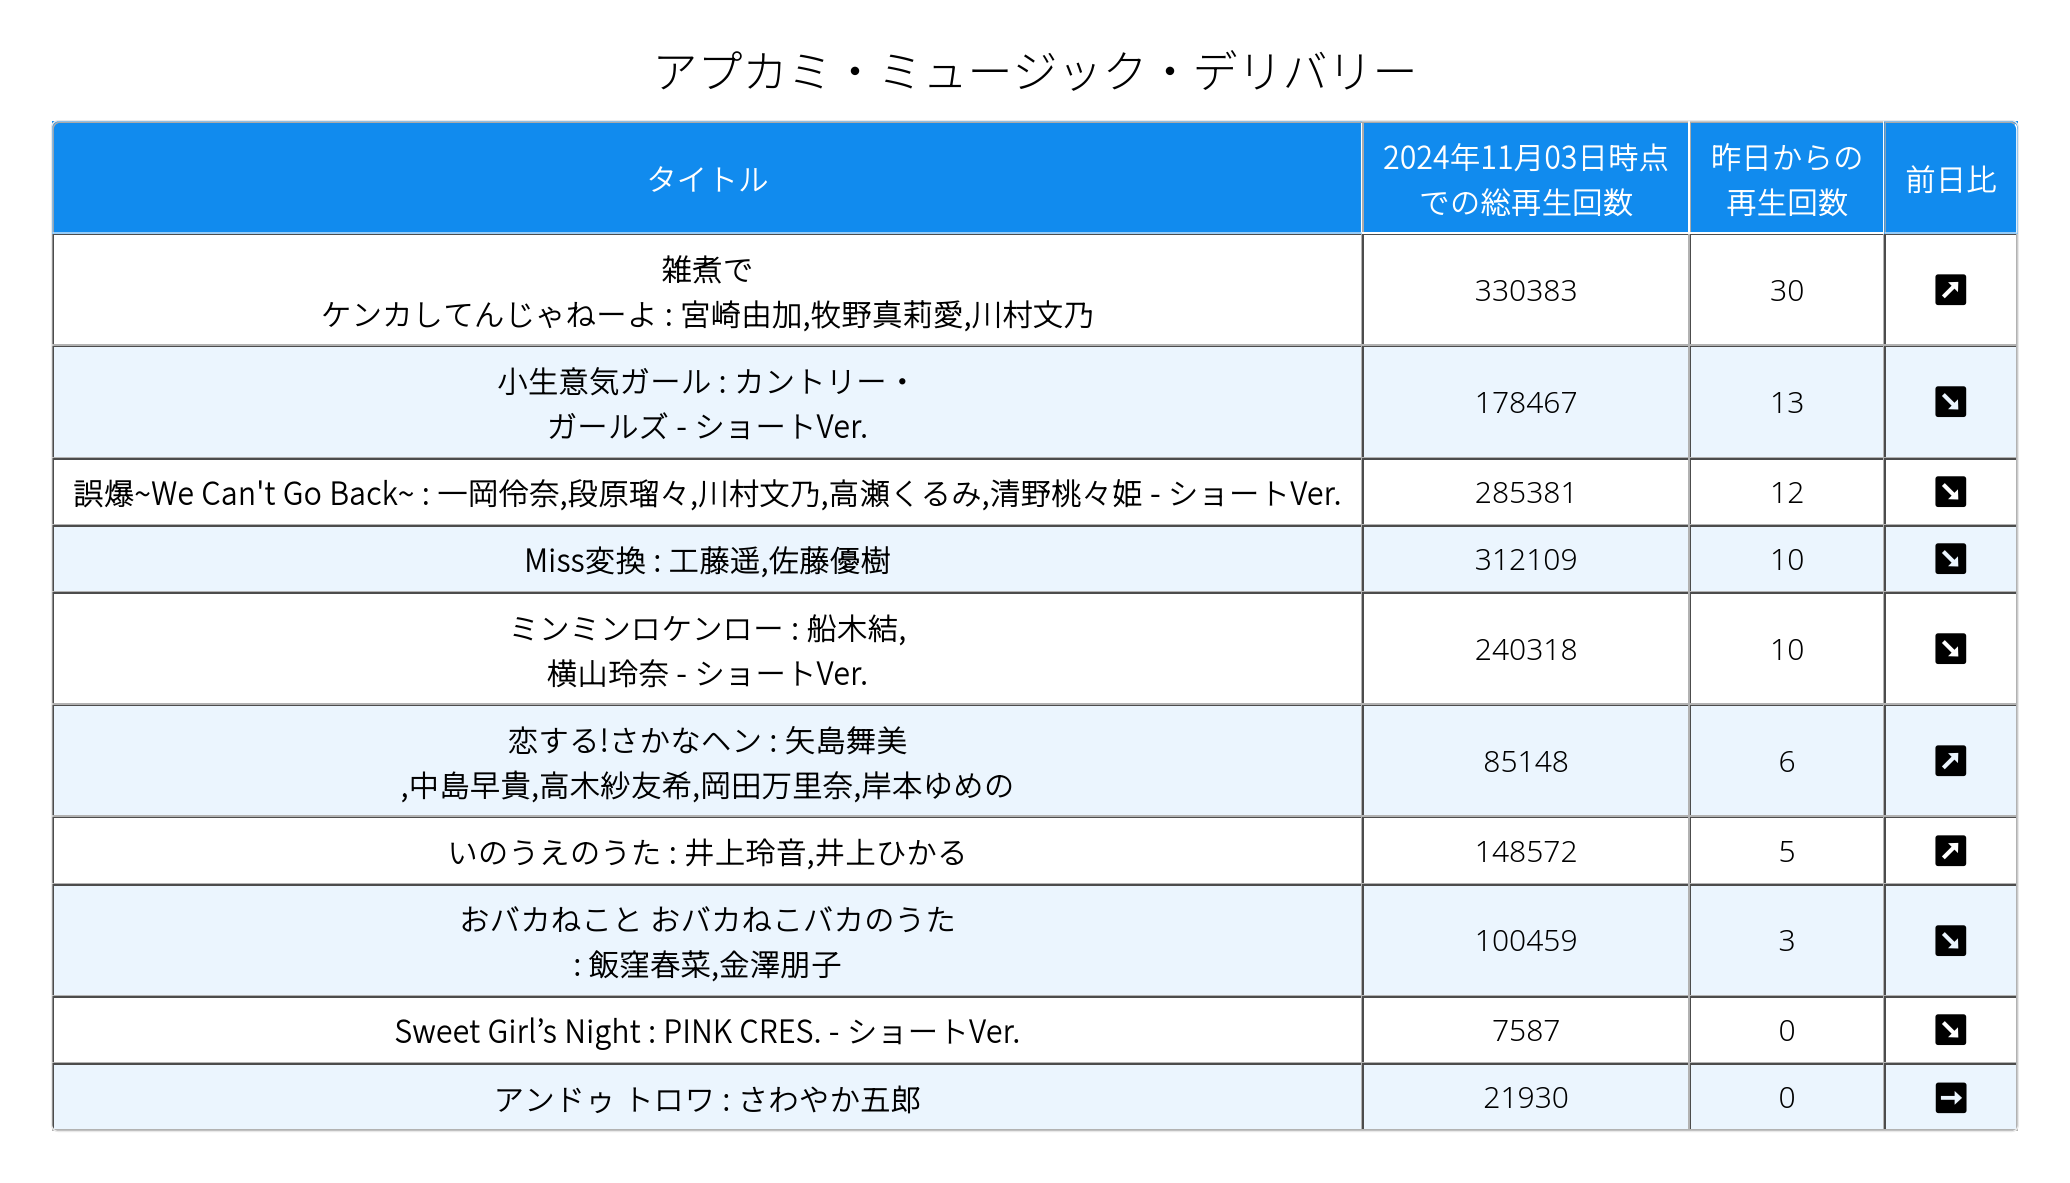 アプカミ・ミュージック・デリバリー
タイトル
2024年11月03日時点
での総再生回数
昨日からの
再生回数
前日比
雑煮で
ケンカしてんじゃねーよ : 宮崎由加,牧野真莉愛,川村文乃
330383
30
小生意気ガール : カントリー・
ガールズ - ショートVer.
178467
13
誤爆~We Can't Go Back~ : 一岡伶奈,段原瑠々,川村文乃,高瀬くるみ,清野桃々姫 - ショートVer.
285381
12
Miss変換 : 工藤遥,佐藤優樹
312109
10
ミンミンロケンロー : 船木結,
横山玲奈 - ショートVer.
240318
10
恋する!さかなヘン : 矢島舞美
,中島早貴,高木紗友希,岡田万里奈,岸本ゆめの
85148
6
いのうえのうた : 井上玲音,井上ひかる
148572
5
おバカねこと おバカねこバカのうた
: 飯窪春菜,金澤朋子
100459
3
Sweet Girl’s Night : PINK CRES. - ショートVer.
7587
0
アンドゥ トロワ : さわやか五郎
21930
0